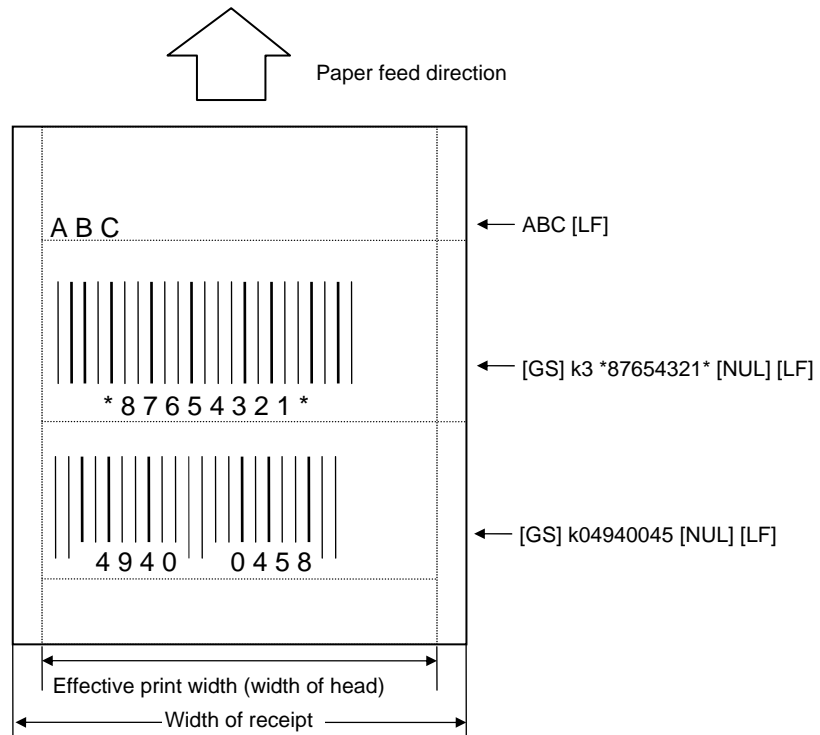 Paper feed direction
A B C
ABC [LF]
[GS] k3 *87654321* [NUL] [LF]
* 8 7 6 5 4 3 2 1 *
[GS] k04940045 [NUL] [LF]
4 9 4 0 0 4 5 8
Effective print width (width of head)
Width of receipt